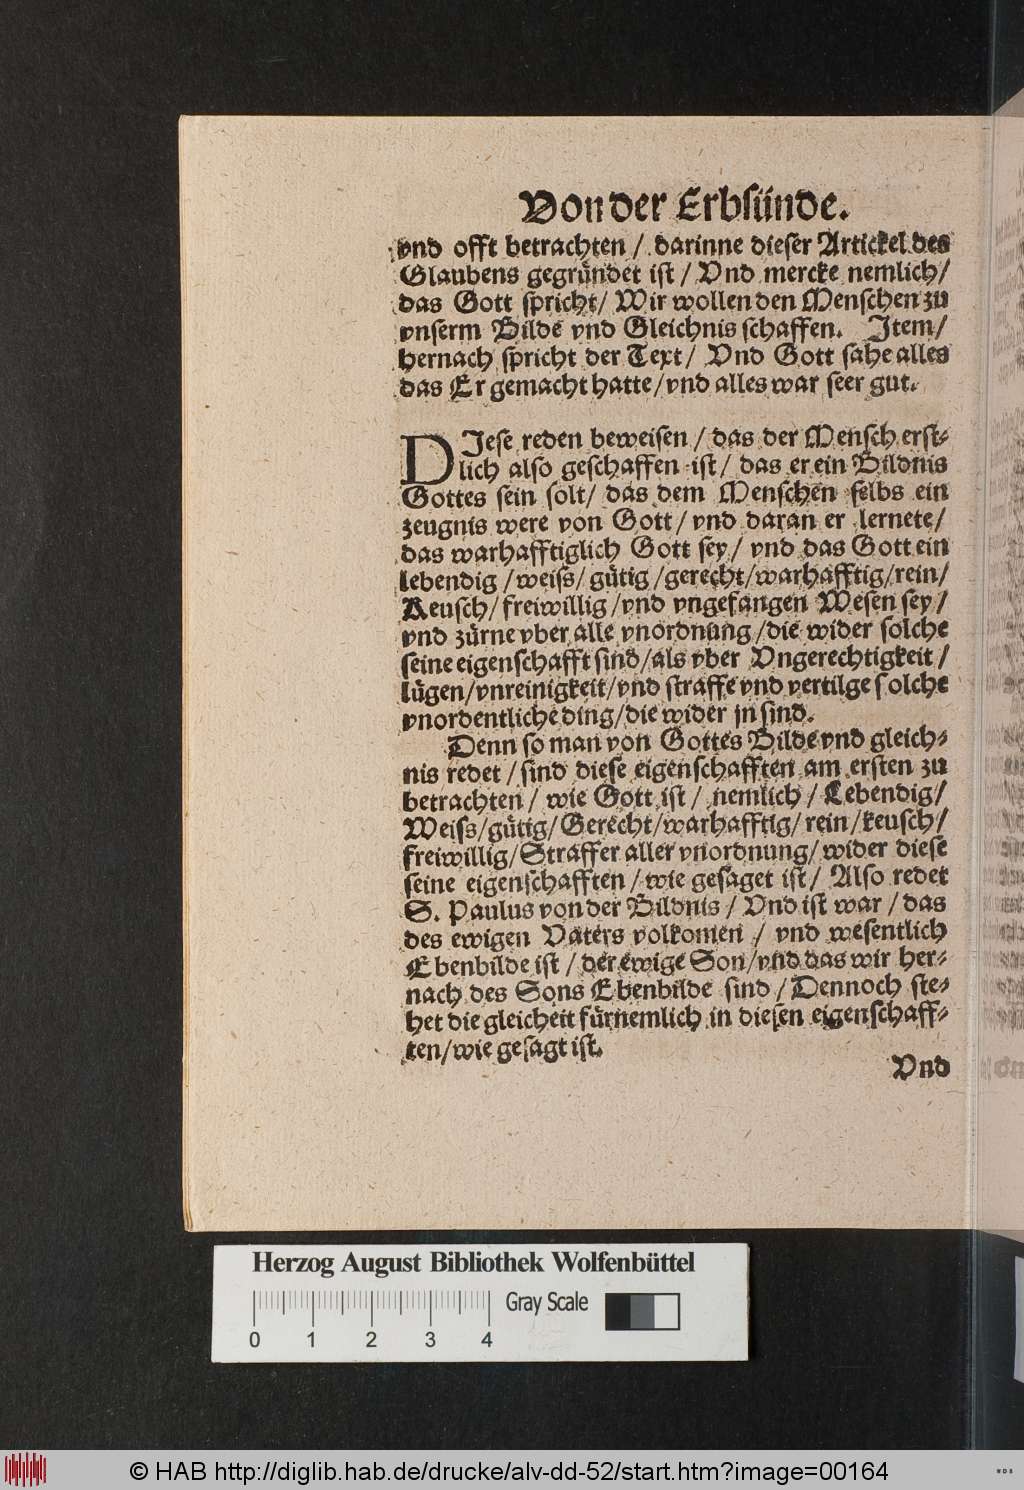 Von der Erbsünde.
vnd offt betrachten / darinne dieser Artickel des
Glaubens gegründet ist / Vnd mercke nemlich /
das Gott spricht / Wir wollen den Menschen zu
vnserm Bilde vnd Gleichnis schaffen. Item /
hernach spricht der Text / Vnd Gott sahe alles
das Er gemacht hatte / vnd alles war seer gut.
DIese reden beweisen / das der Mensch erst-
lich also geschaffen ist / das er ein Bildnis
Gottes sein solt / das dem Menschen selbs ein
zeugnis were von Gott / vnd daran er lernete /
das warhafftiglich Gott sey / vnd das Gott ein
lebendig / weiss / gütig / gerecht / warhafftig / rein /
Keusch / freiwillig / vnd vngefangen Wesen sey /
vnd zürne vber alle vnordnung / die wider solche
seine eigenschafft sind / als vber Vngerechtigkeit /
lügen / vnreinigkeit / vnd straffe vnd vertilge solche
vnordentliche ding / die wider jn sind.
Denn so man von Gottes Bilde vnd gleich-
nis redet / sind diese eigenschafften am ersten zu
betrachten / wie Gott ist / nemlich / Lebendig /
Weiss / gütig / Gerecht / warhafftig / rein / keusch /
freiwillig / Straffer aller vnordnung / wider diese
seine eigenschafften / wie gesaget ist / Also redet
S. Paulus von der Bildnis / Vnd ist war / das
des ewigen Vaters volkomen / vnd wesentlich
Ebenbilde ist / der ewige Son / vnd das wir her-
nach des Sons Ebenbilde sind / Dennoch ste-
het die gleicheit fürnemlich in diesen eigenschaff-
ten / wie gesagt ist.
Vnd
Herzog August Bibliothek Wolfenbüttel
Gray Scale
0 1 2 3 4
© HAB http://diglib.hab.de/drucke/alv-dd-52/start.htm?image=00164